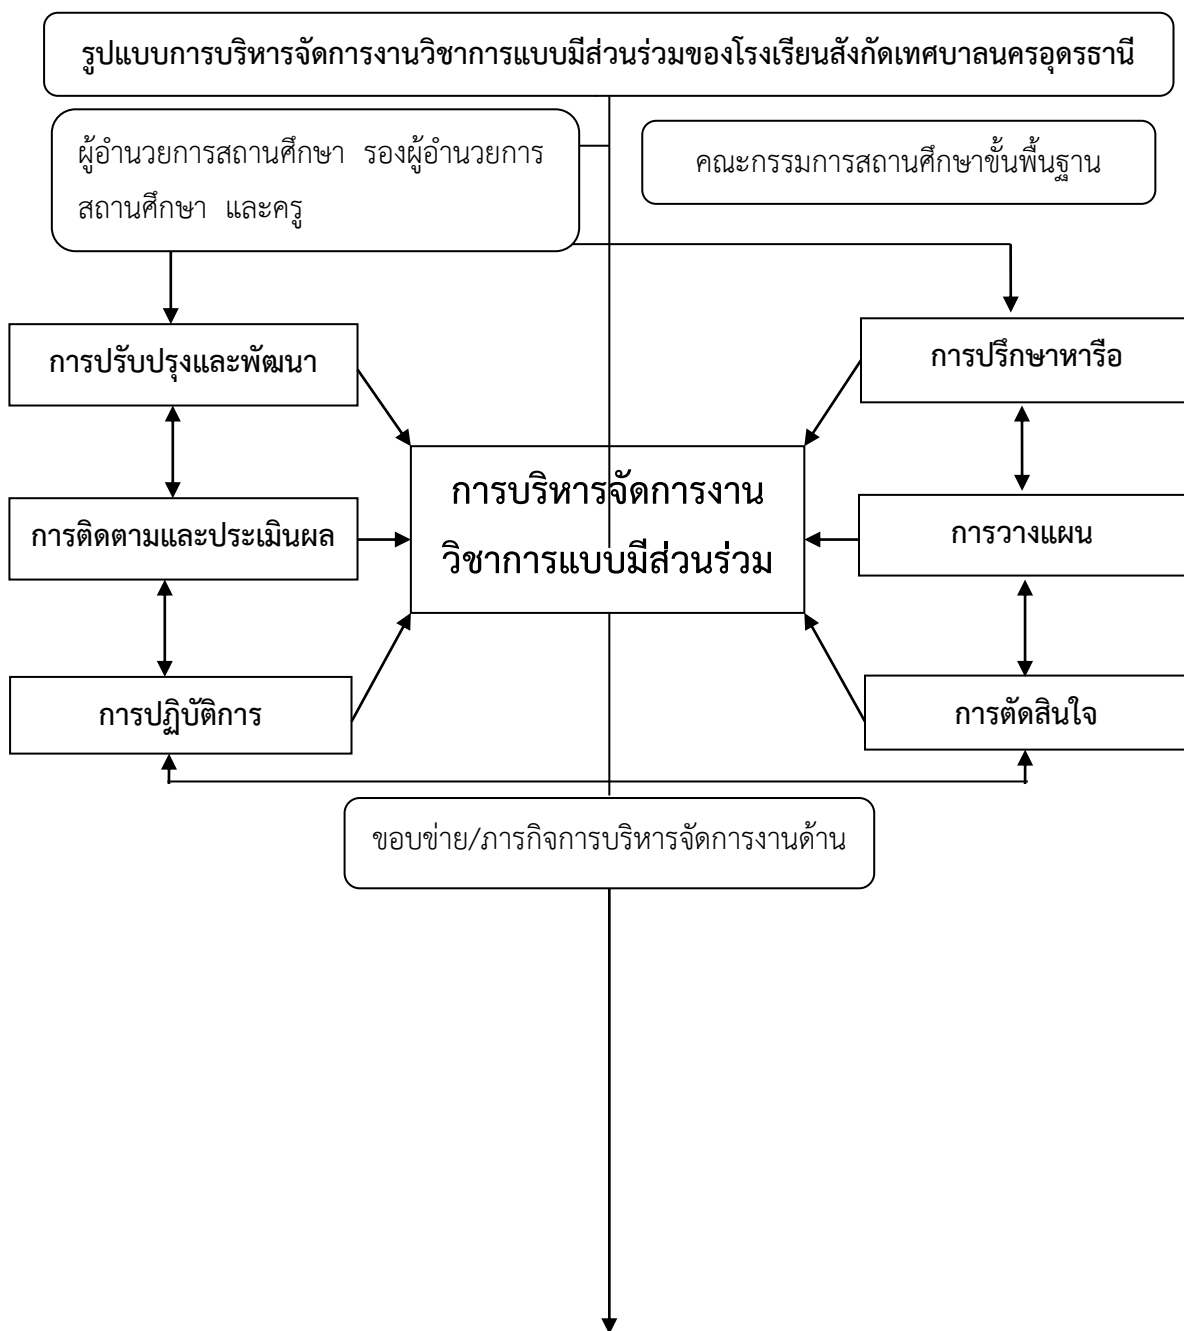 รูปแบบการบริหารจัดการงานวิชาการแบบมีส่วนร่วมของโรงเรียนสังกัดเทศบาลนครอุดรธานี
ผู้อำนวยการสถานศึกษา รองผู้อำนวยการ
สถานศึกษา และครู
คณะกรรมการสถานศึกษาขั้นพื้นฐาน
การปรับปรุงและพัฒนา
การปรึกษาหารือ
การบริหารจัดการงาน
วิชาการแบบมีส่วนร่วม
การติดตามและประเมินผล
การวางแผน
การปฏิบัติการ
การตัดสินใจ
ขอบข่าย/ภารกิจการบริหารจัดการงานด้าน